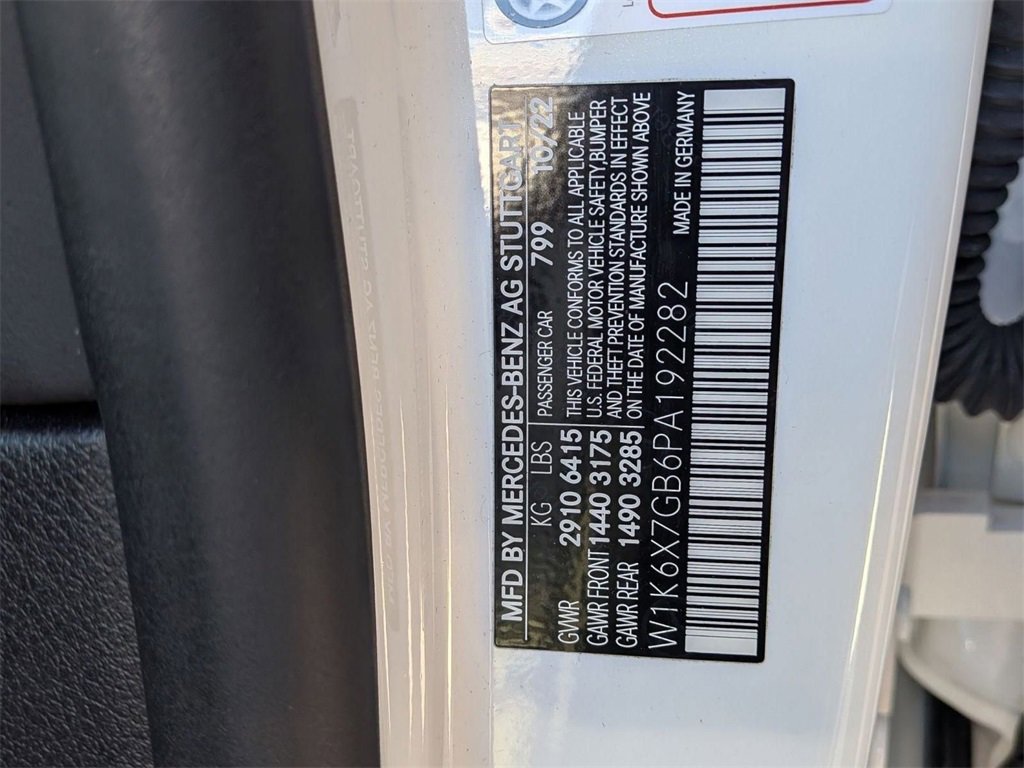 MFD BY MERCEDES-BENZ AG STUTTGART
KG LBS PASSENGER CAR 799 10/22
GVWR 2910 6415 THIS VEHICLE CONFORMS TO ALL APPLICABLE
GAWR FRONT 1440 3175 U.S. FEDERAL MOTOR VEHICLE SAFETY,BUMPER
GAWR REAR 1490 3285 AND THEFT PREVENTION STANDARDS IN EFFECT
ON THE DATE OF MANUFACTURE SHOWN ABOVE
W1K6X7GB6PA192282 MADE IN GERMANY